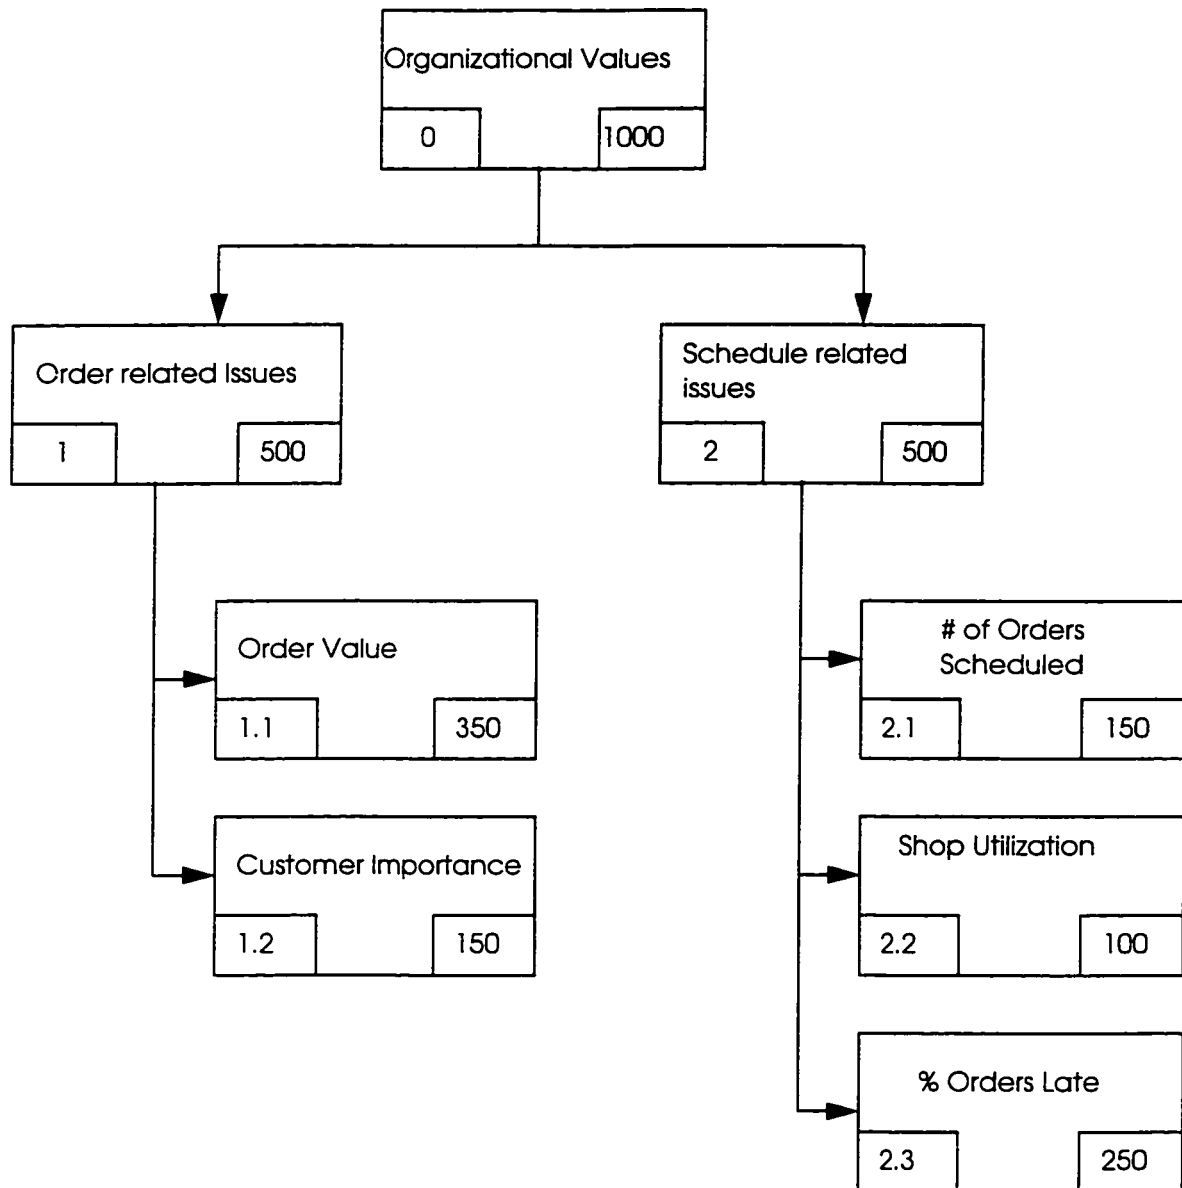 Organizational Values
0
1000
Order related Issues
1
500
Schedule related
issues
2
500
Order Value
1.1
350
Customer Importance
1.2
150
# of Orders
Scheduled
2.1
150
Shop Utilization
2.2
100
% Orders Late
2.3
250